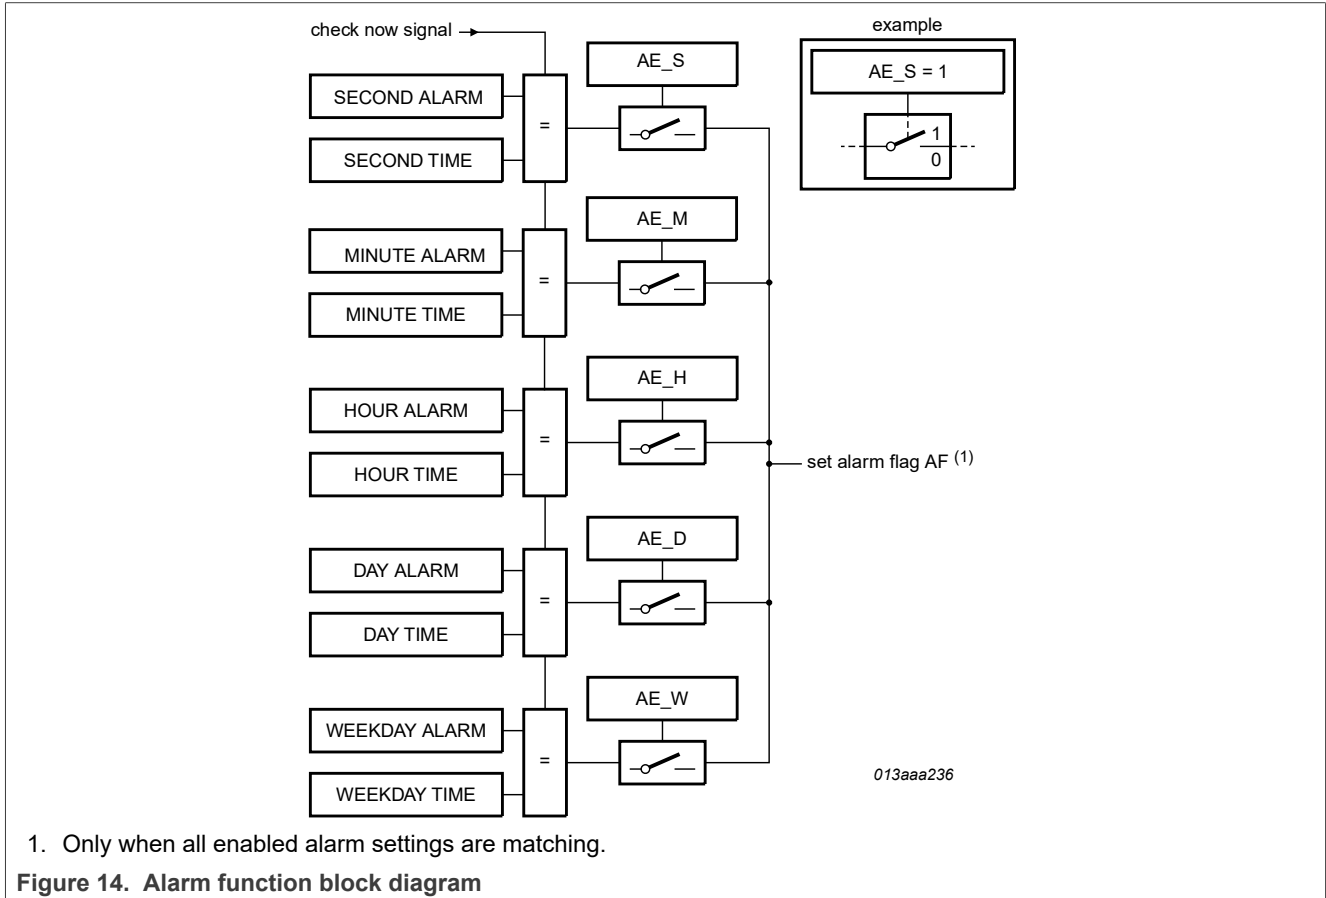 check now signal
example
AE_S
AE_S = 1
SECOND ALARM
=
SECOND TIME
1
0
AE_M
MINUTE ALARM
=
MINUTE TIME
AE_H
HOUR ALARM
=
HOUR TIME
set alarm flag AF (1)
AE_D
DAY ALARM
=
DAY TIME
AE_W
WEEKDAY ALARM
=
WEEKDAY TIME
013aaa236
1. Only when all enabled alarm settings are matching.
Figure 14. Alarm function block diagram